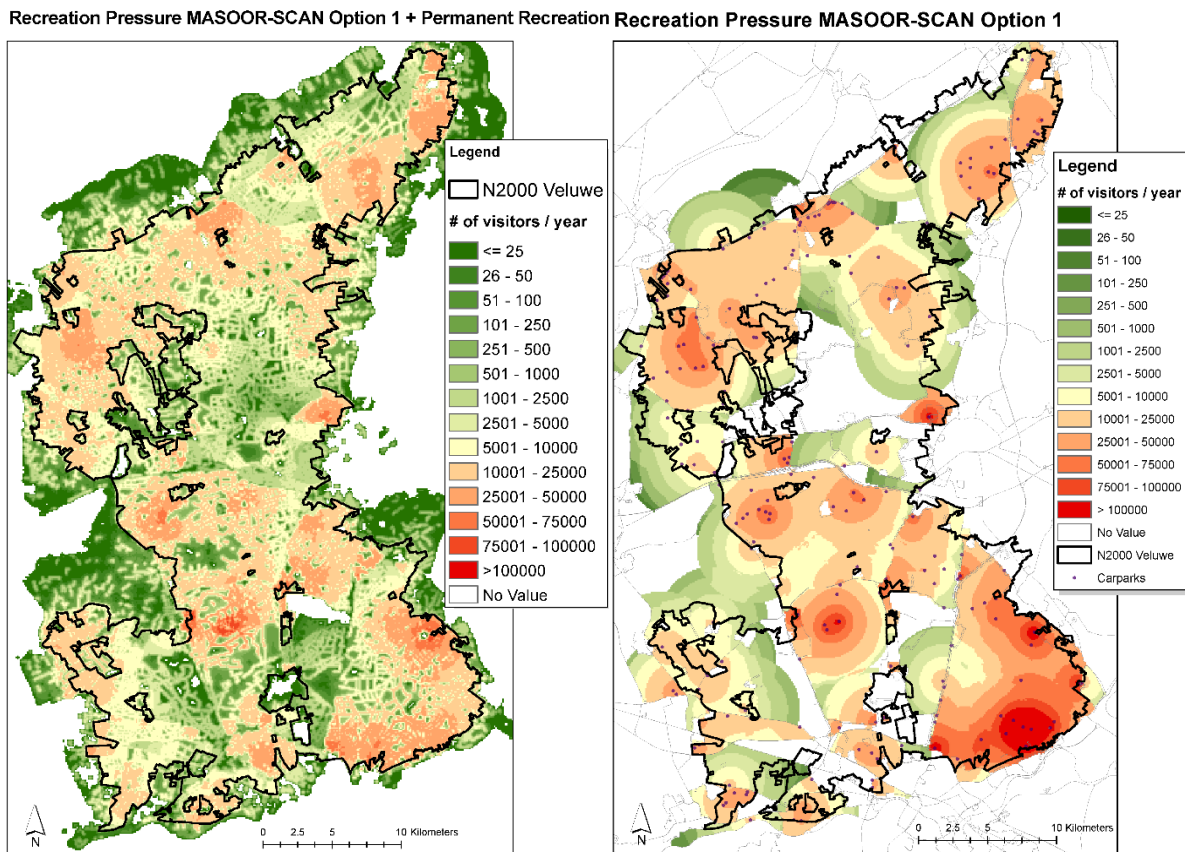 Recreation Pressure MASOOR-SCAN Option 1 + Permanent Recreation
Legend
N2000 Veluwe
# of visitors / year
<= 25
26 - 50
51 - 100
101 - 250
251 - 500
501 - 1000
1001 - 2500
2501 - 5000
5001 - 10000
10001 - 25000
25001 - 50000
50001 - 75000
75001 - 100000
>100000
No Value
N
0 2.5 5 10 Kilometers
Recreation Pressure MASOOR-SCAN Option 1
Legend
# of visitors / year
<= 25
26 - 50
51 - 100
101 - 250
251 - 500
501 - 1000
1001 - 2500
2501 - 5000
5001 - 10000
10001 - 25000
25001 - 50000
50001 - 75000
75001 - 100000
> 100000
No Value
N2000 Veluwe
Carparks
N
0 2.5 5 10 Kilometers